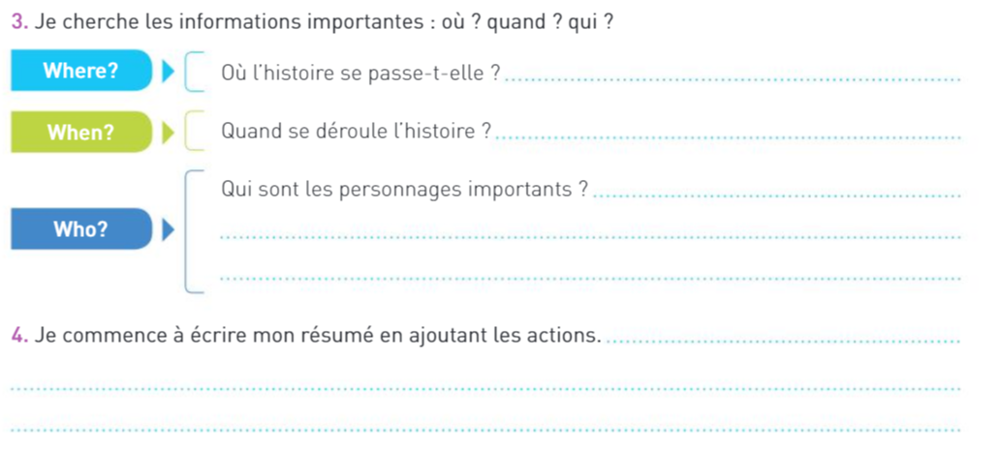 3. Je cherche les informations importantes : où ? quand ? qui ?
Where? Où l'histoire se passe-t-elle ?
When? Quand se déroule l'histoire ?
Qui sont les personnages importants ?
Who?
4. Je commence à écrire mon résumé en ajoutant les actions.